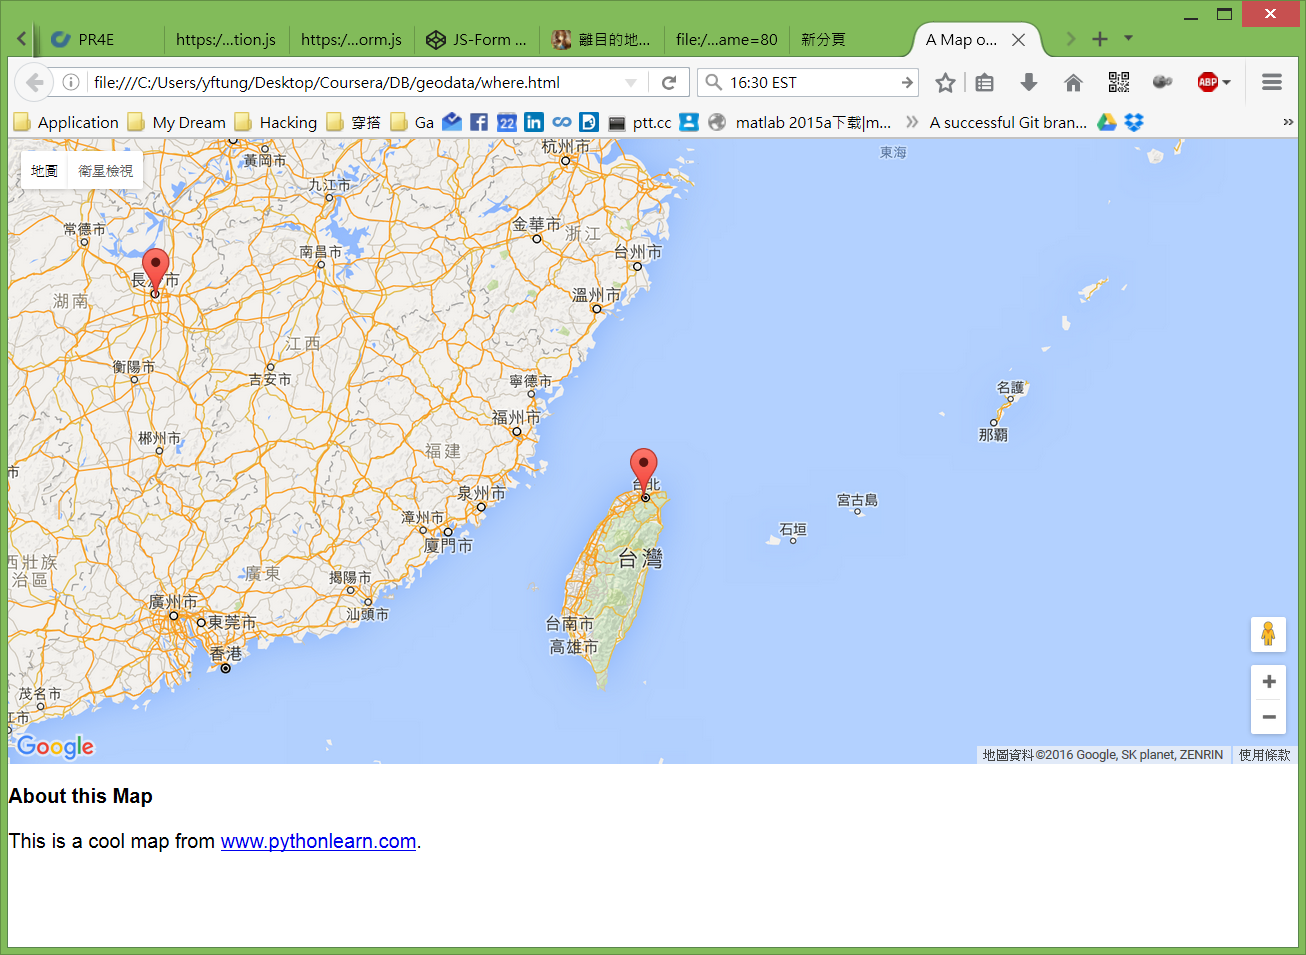 PR4E
https:/...tion.js
https:/...orm.js
JS-Form ...
離目的地...
file:/...ame=80
新分頁
A Map o...
file:///C:/Users/yftung/Desktop/Coursera/DB/geodata/where.html
16:30 EST
ABP
Application
My Dream
Hacking
穿搭
Ga
22
ptt.cc
matlab 2015a下载|m...
A successful Git bran...
地圖
衛星檢視
黃岡市
杭州市
東海
九江市
常德市
金華市
浙江
南昌市
台州市
湖南
溫州市
江西
衡陽市
吉安市
寧德市
名護
福州市
那霸
郴州市
福建
市
台北
泉州市
宮古島
漳州市
石垣
廈門市
台灣
西壯族
治區
廣東
揭陽市
廣州市
汕頭市
東莞市
台南市
高雄市
香港
茂名市
江市
Google
地圖資料©2016 Google, SK planet, ZENRIN
使用條款
About this Map
This is a cool map from www.pythonlearn.com.